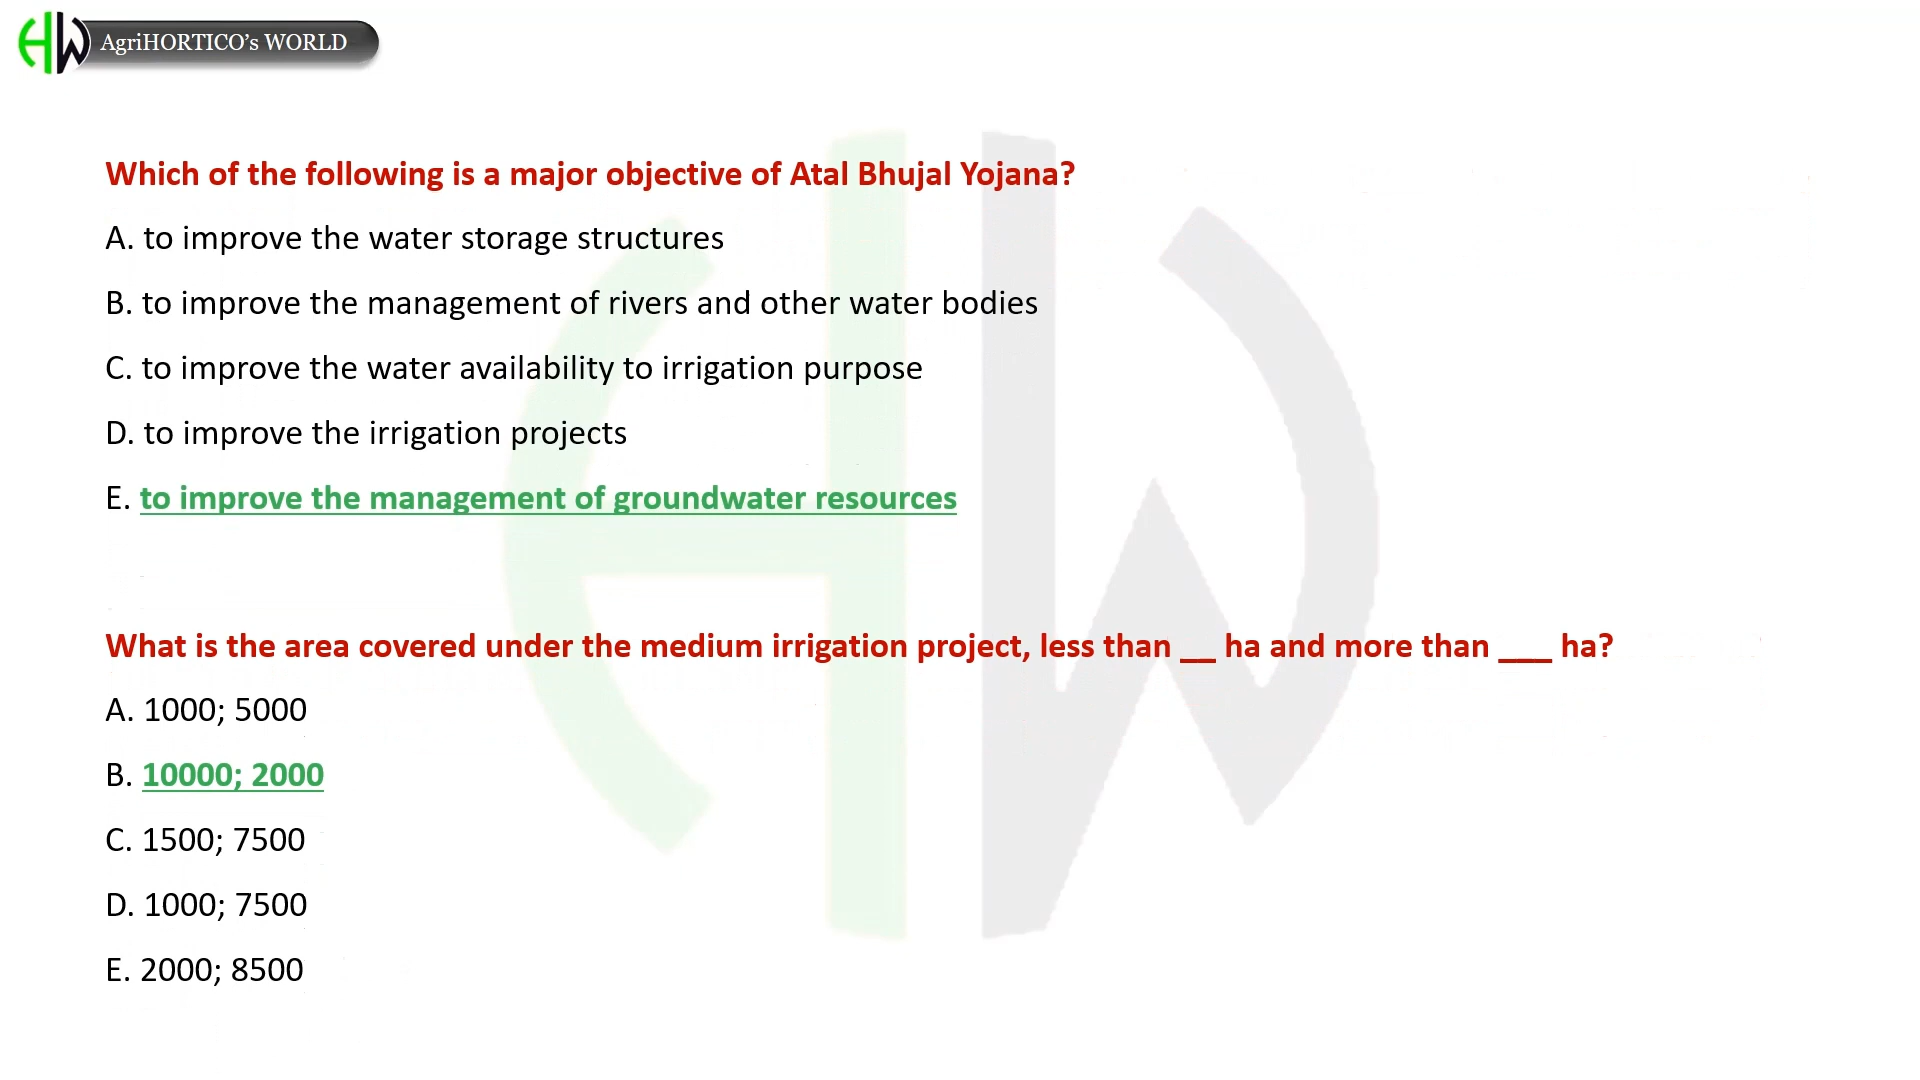 HW AgriHORTICO's WORLD
Which of the following is a major objective of Atal Bhujal Yojana?
A. to improve the water storage structures
B. to improve the management of rivers and other water bodies
C. to improve the water availability to irrigation purpose
D. to improve the irrigation projects
E. to improve the management of groundwater resources
What is the area covered under the medium irrigation project, less than __ ha and more than ___ ha?
A. 1000; 5000
B. 10000; 2000
C. 1500; 7500
D. 1000; 7500
E. 2000; 8500